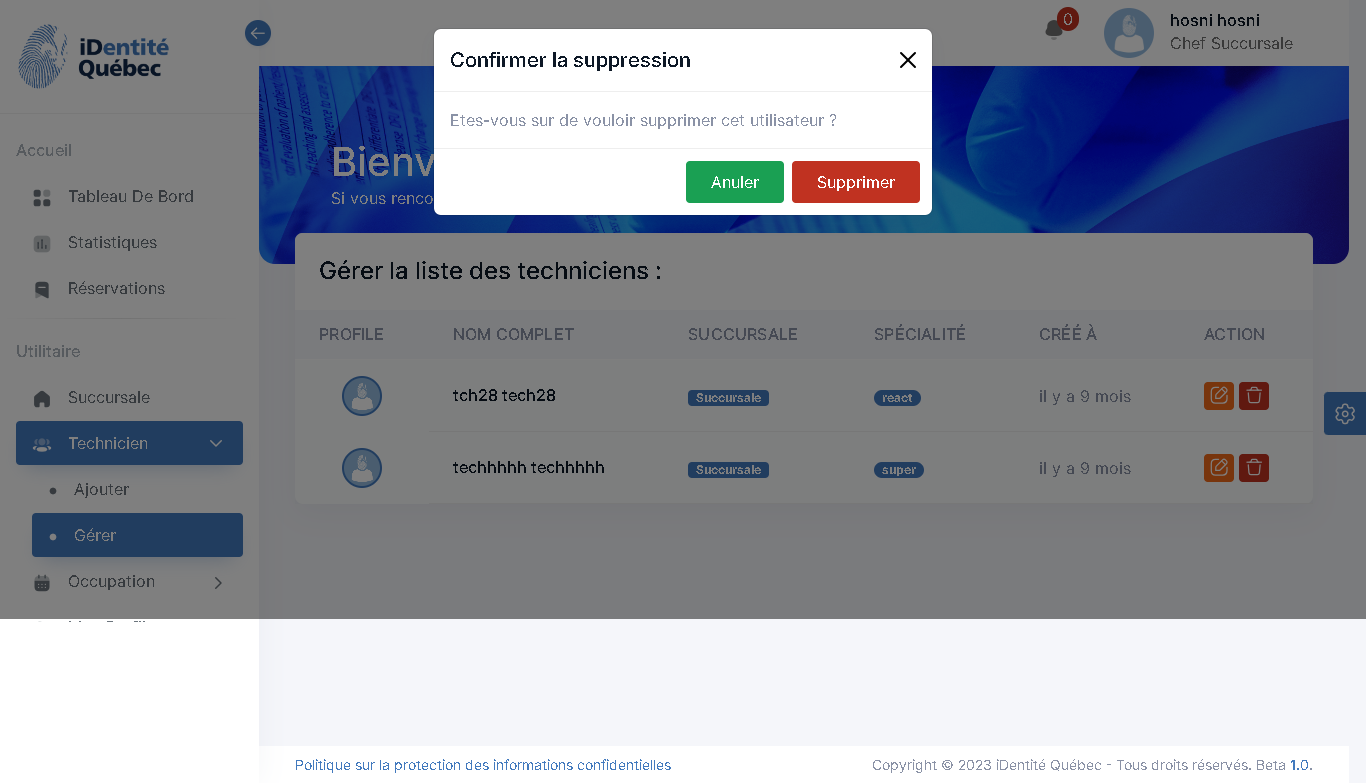 iDentité
Québec
0
hosni hosni
Chef Succursale
Confirmer la suppression
Etes-vous sur de vouloir supprimer cet utilisateur ?
Anuler
Supprimer
Bienv
Si vous renco
Accueil
Tableau De Bord
Statistiques
Réservations
Utilitaire
Succursale
Technicien
Ajouter
Gérer
Occupation
Gérer la liste des techniciens :
PROFILE NOM COMPLET SUCCURSALE SPÉCIALITÉ CRÉÉ À ACTION
tch28 tech28 Succursale react il y a 9 mois
techhhhh techhhhh Succursale super il y a 9 mois
Politique sur la protection des informations confidentielles
Copyright © 2023 iDentité Québec - Tous droits réservés. Beta 1.0.